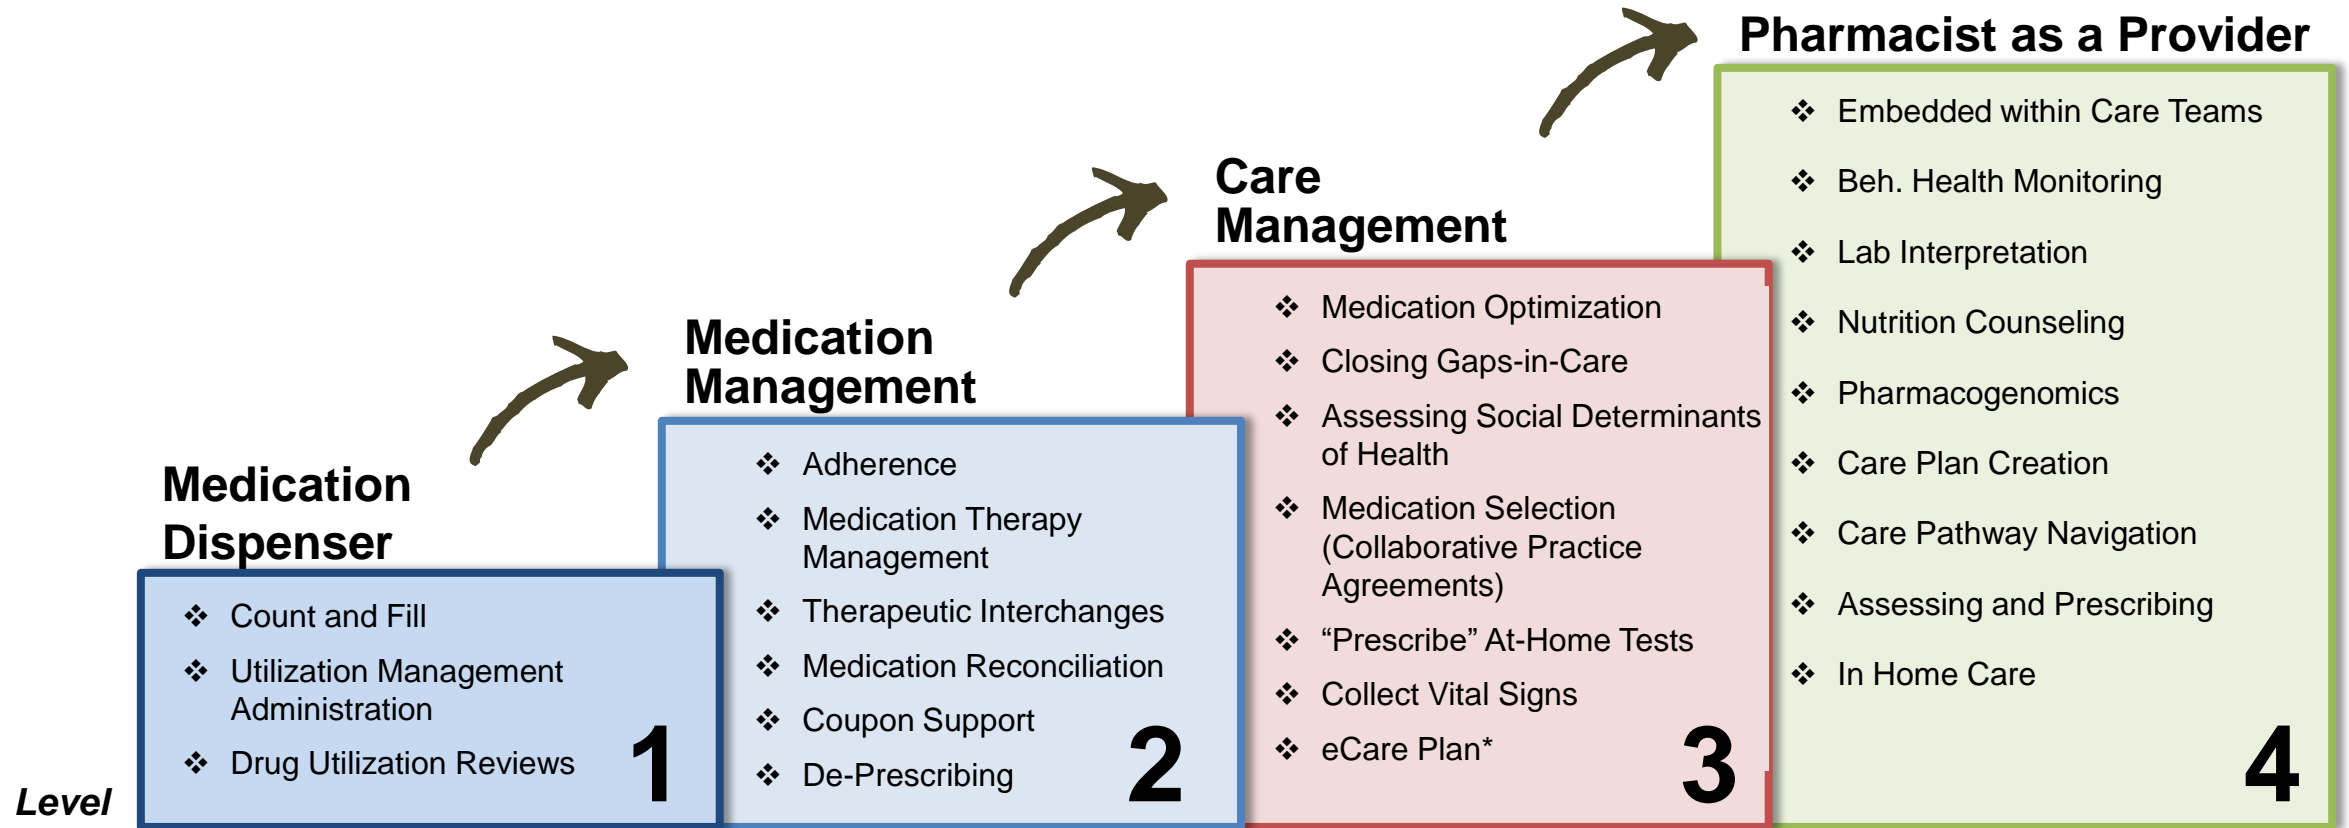 Medication
Dispenser
❖ Count and Fill
❖ Utilization Management
Administration
❖ Drug Utilization Reviews
1
Medication
Management
❖ Adherence
❖ Medication Therapy
Management
❖ Therapeutic Interchanges
❖ Medication Reconciliation
❖ Coupon Support
❖ De-Prescribing
2
Care
Management
❖ Medication Optimization
❖ Closing Gaps-in-Care
❖ Assessing Social Determinants
of Health
❖ Medication Selection
(Collaborative Practice
Agreements)
❖ “Prescribe” At-Home Tests
❖ Collect Vital Signs
❖ eCare Plan*
3
Pharmacist as a Provider
❖ Embedded within Care Teams
❖ Beh. Health Monitoring
❖ Lab Interpretation
❖ Nutrition Counseling
❖ Pharmacogenomics
❖ Care Plan Creation
❖ Care Pathway Navigation
❖ Assessing and Prescribing
❖ In Home Care
4
Level